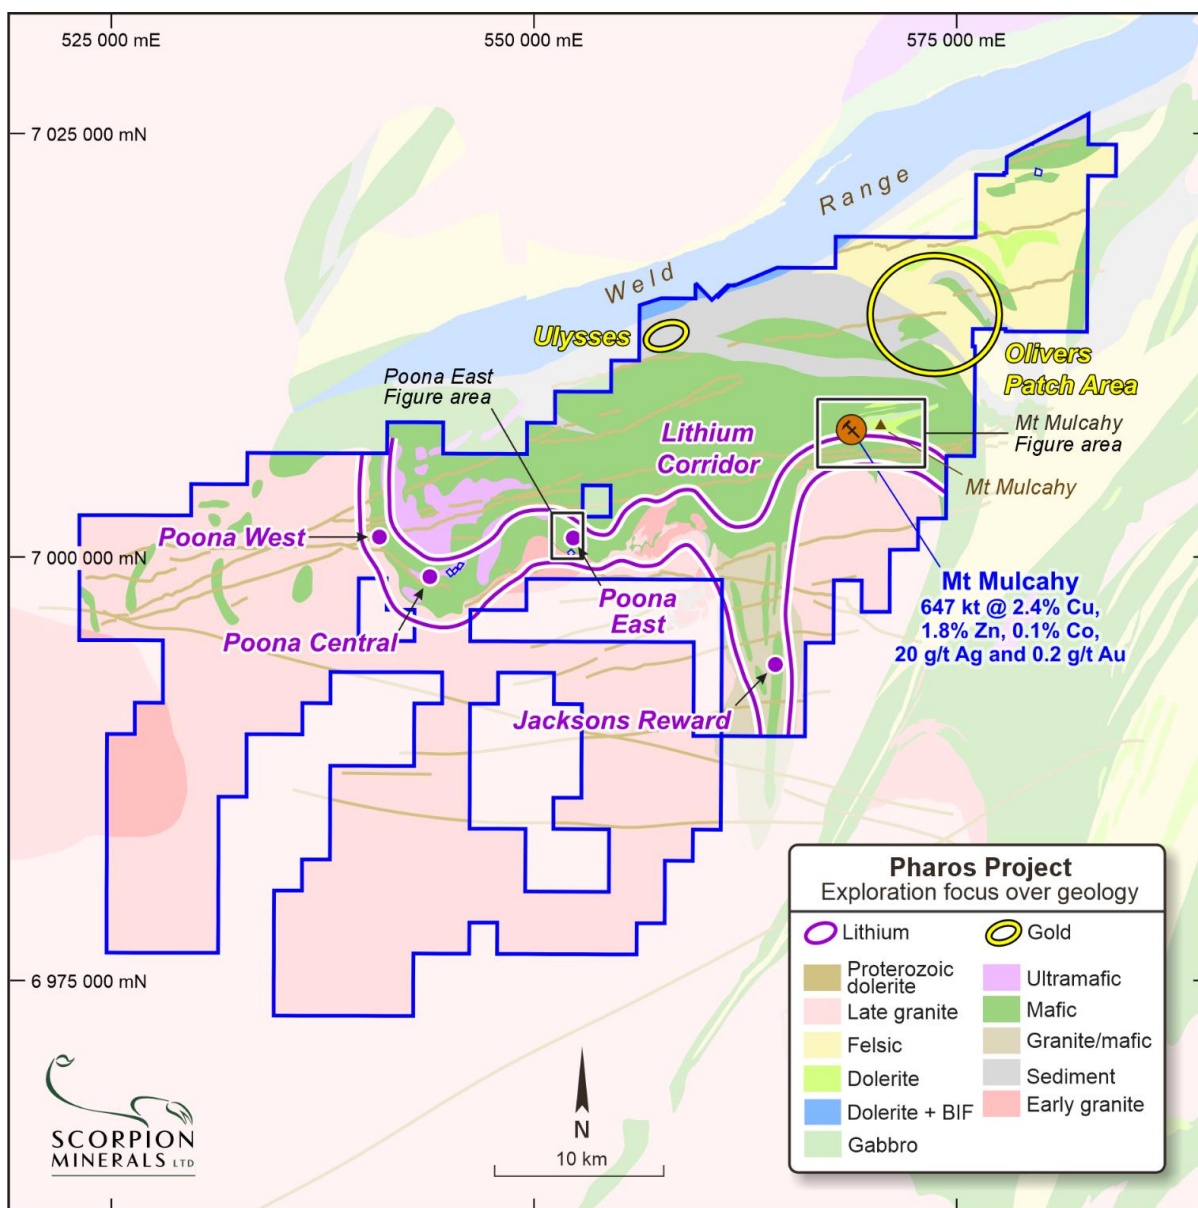 525 000 mE
550 000 mE
575 000 mE
7 025 000 mN
Weld Range
Ulysses
Olivers
Patch Area
Poona East
Figure area
Lithium
Corridor
Mt Mulcahy
Figure area
Mt Mulcahy
Poona West
7 000 000 mN
Poona
East
Mt Mulcahy
647 kt @ 2.4% Cu,
1.8% Zn, 0.1% Co,
20 g/t Ag and 0.2 g/t Au
Poona Central
Jacksons Reward
6 975 000 mN
Pharos Project
Exploration focus over geology
Lithium
Gold
Proterozoic
dolerite
Ultramafic
Late granite
Mafic
Felsic
Granite/mafic
Dolerite
Sediment
Dolerite + BIF
Early granite
Gabbro
SCORPION
MINERALS LTD
N
10 km